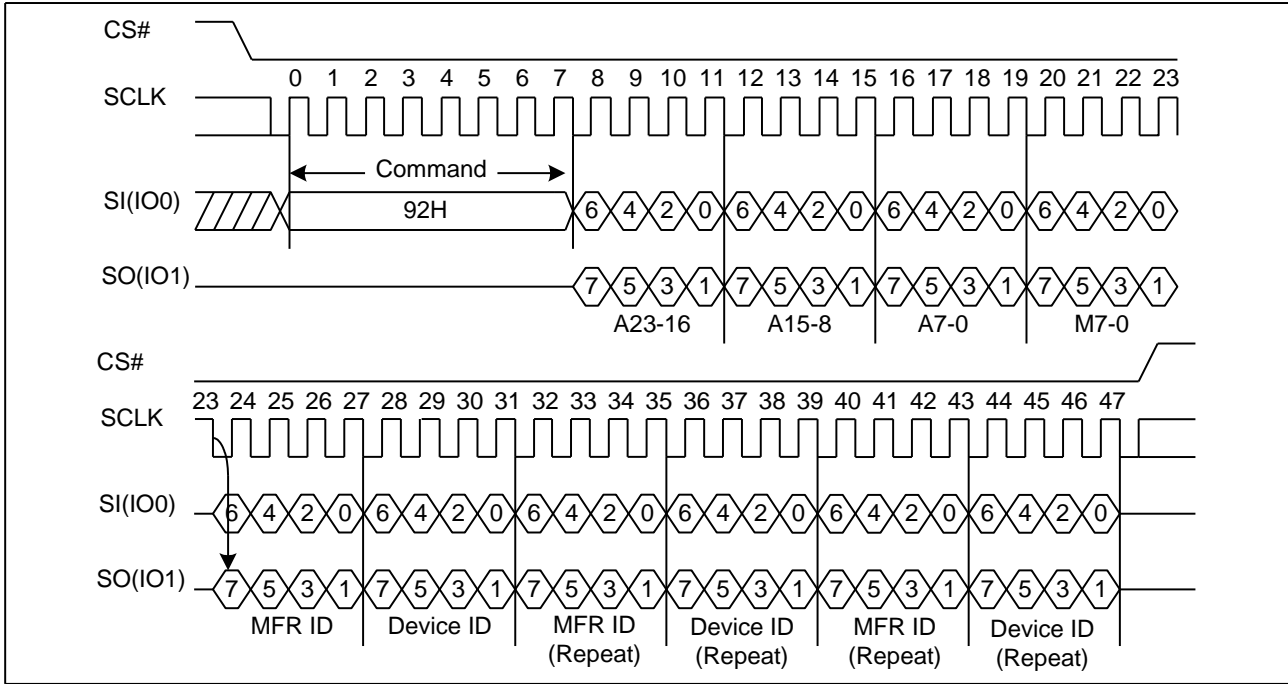 CS#
0 1 2 3 4 5 6 7 8 9 10 11 12 13 14 15 16 17 18 19 20 21 22 23
SCLK
Command
SI(IO0)
92H
6 4 2 0 6 4 2 0 6 4 2 0 6 4 2 0
SO(IO1)
7 5 3 1 7 5 3 1 7 5 3 1 7 5 3 1
A23-16 A15-8 A7-0 M7-0
CS#
23 24 25 26 27 28 29 30 31 32 33 34 35 36 37 38 39 40 41 42 43 44 45 46 47
SCLK
SI(IO0)
6 4 2 0 6 4 2 0 6 4 2 0 6 4 2 0 6 4 2 0 6 4 2 0
SO(IO1)
7 5 3 1 7 5 3 1 7 5 3 1 7 5 3 1 7 5 3 1 7 5 3 1
MFR ID Device ID MFR ID Device ID MFR ID Device ID
(Repeat) (Repeat) (Repeat) (Repeat)